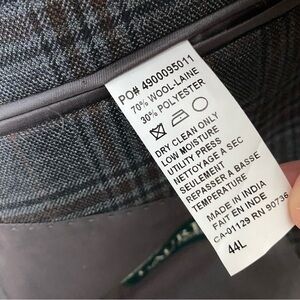 PO# 4900095011
70% WOOL-LAINE
30% POLYESTER
DRY CLEAN ONLY
LOW MOISTURE
UTILITY PRESS
NETTOYAGE A SEC
SEULEMENT
REPASSER A BASSE
TEMPERATURE
MADE IN INDIA
FAIT EN INDE
CA-01129 RN 90736
44L